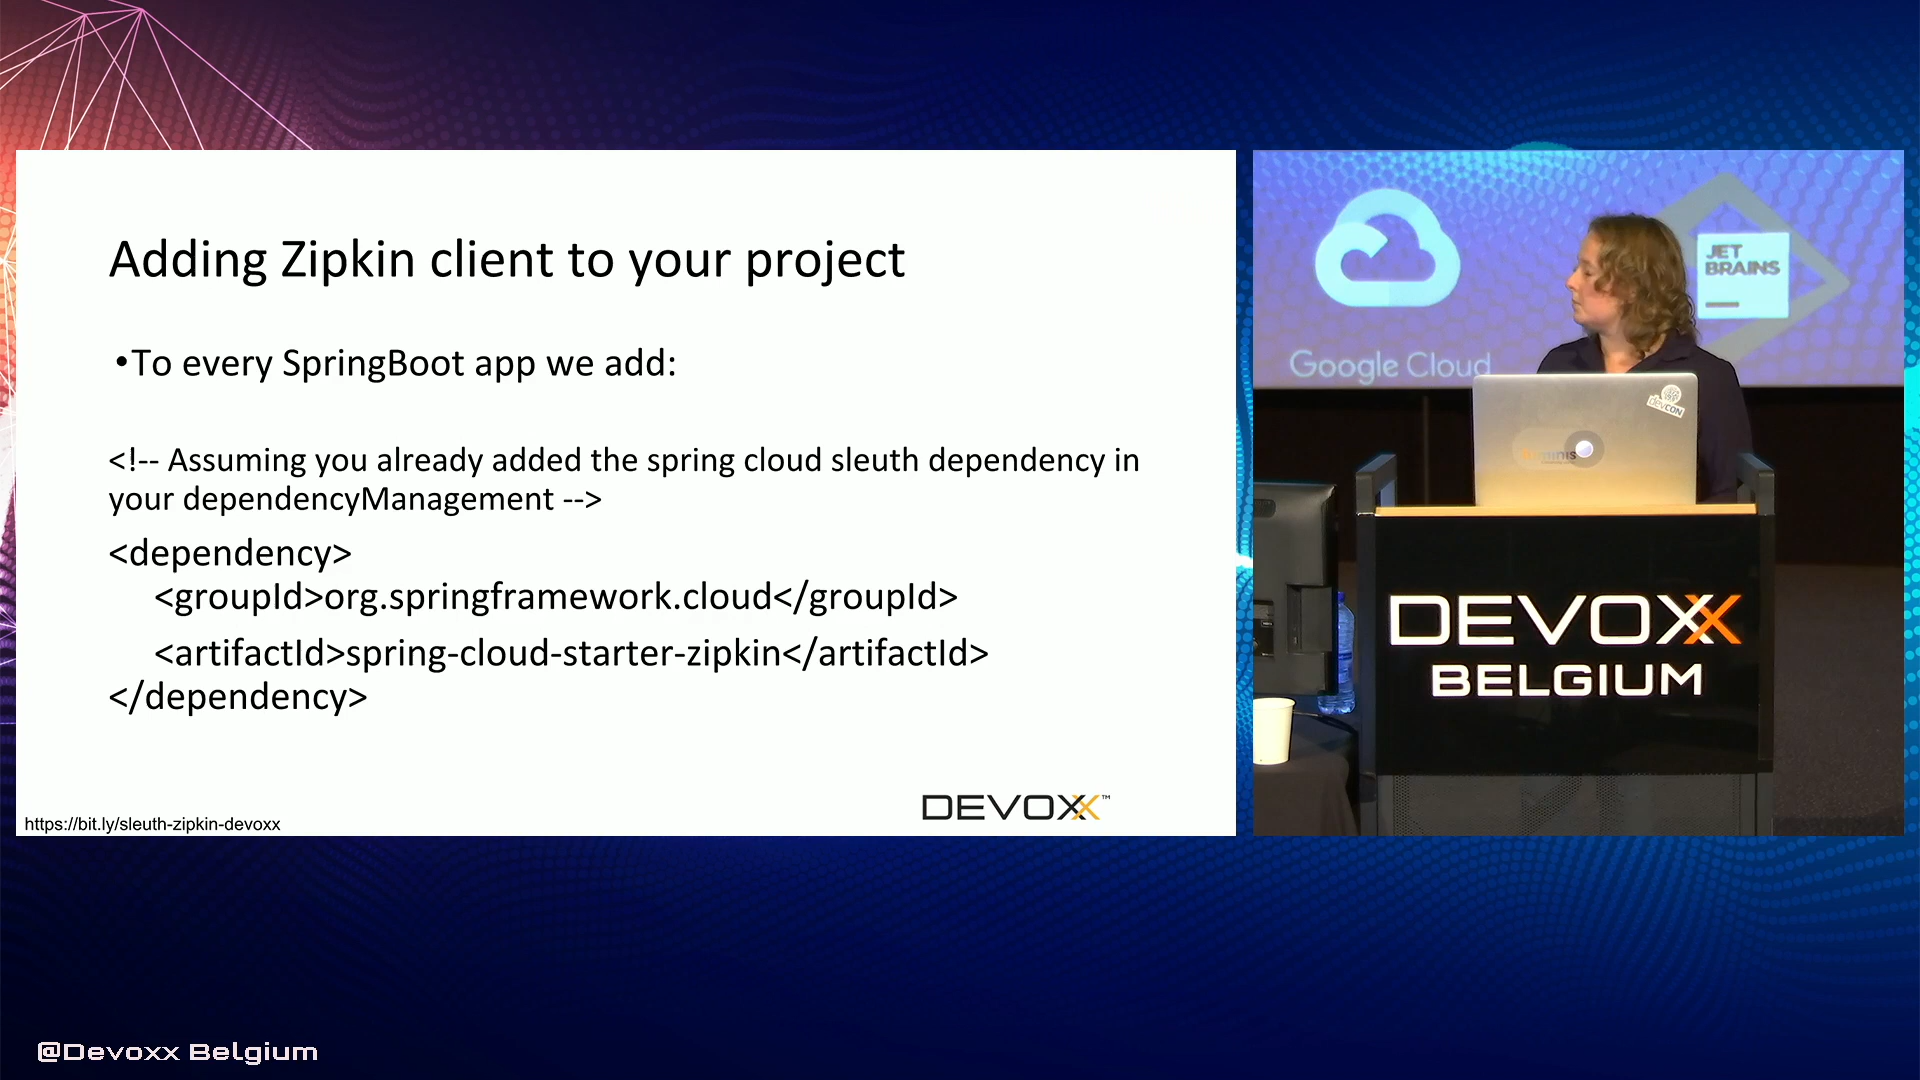 Adding Zipkin client to your project
•To every SpringBoot app we add:
<!-- Assuming you already added the spring cloud sleuth dependency in
your dependencyManagement -->
<dependency>
<groupId>org.springframework.cloud</groupId>
<artifactId>spring-cloud-starter-zipkin</artifactId>
</dependency>
DEVOXX™
https://bit.ly/sleuth-zipkin-devoxx
JET
BRAINS
Google Cloud
devcon
DEVOXX
BELGIUM
@Devoxx Belgium